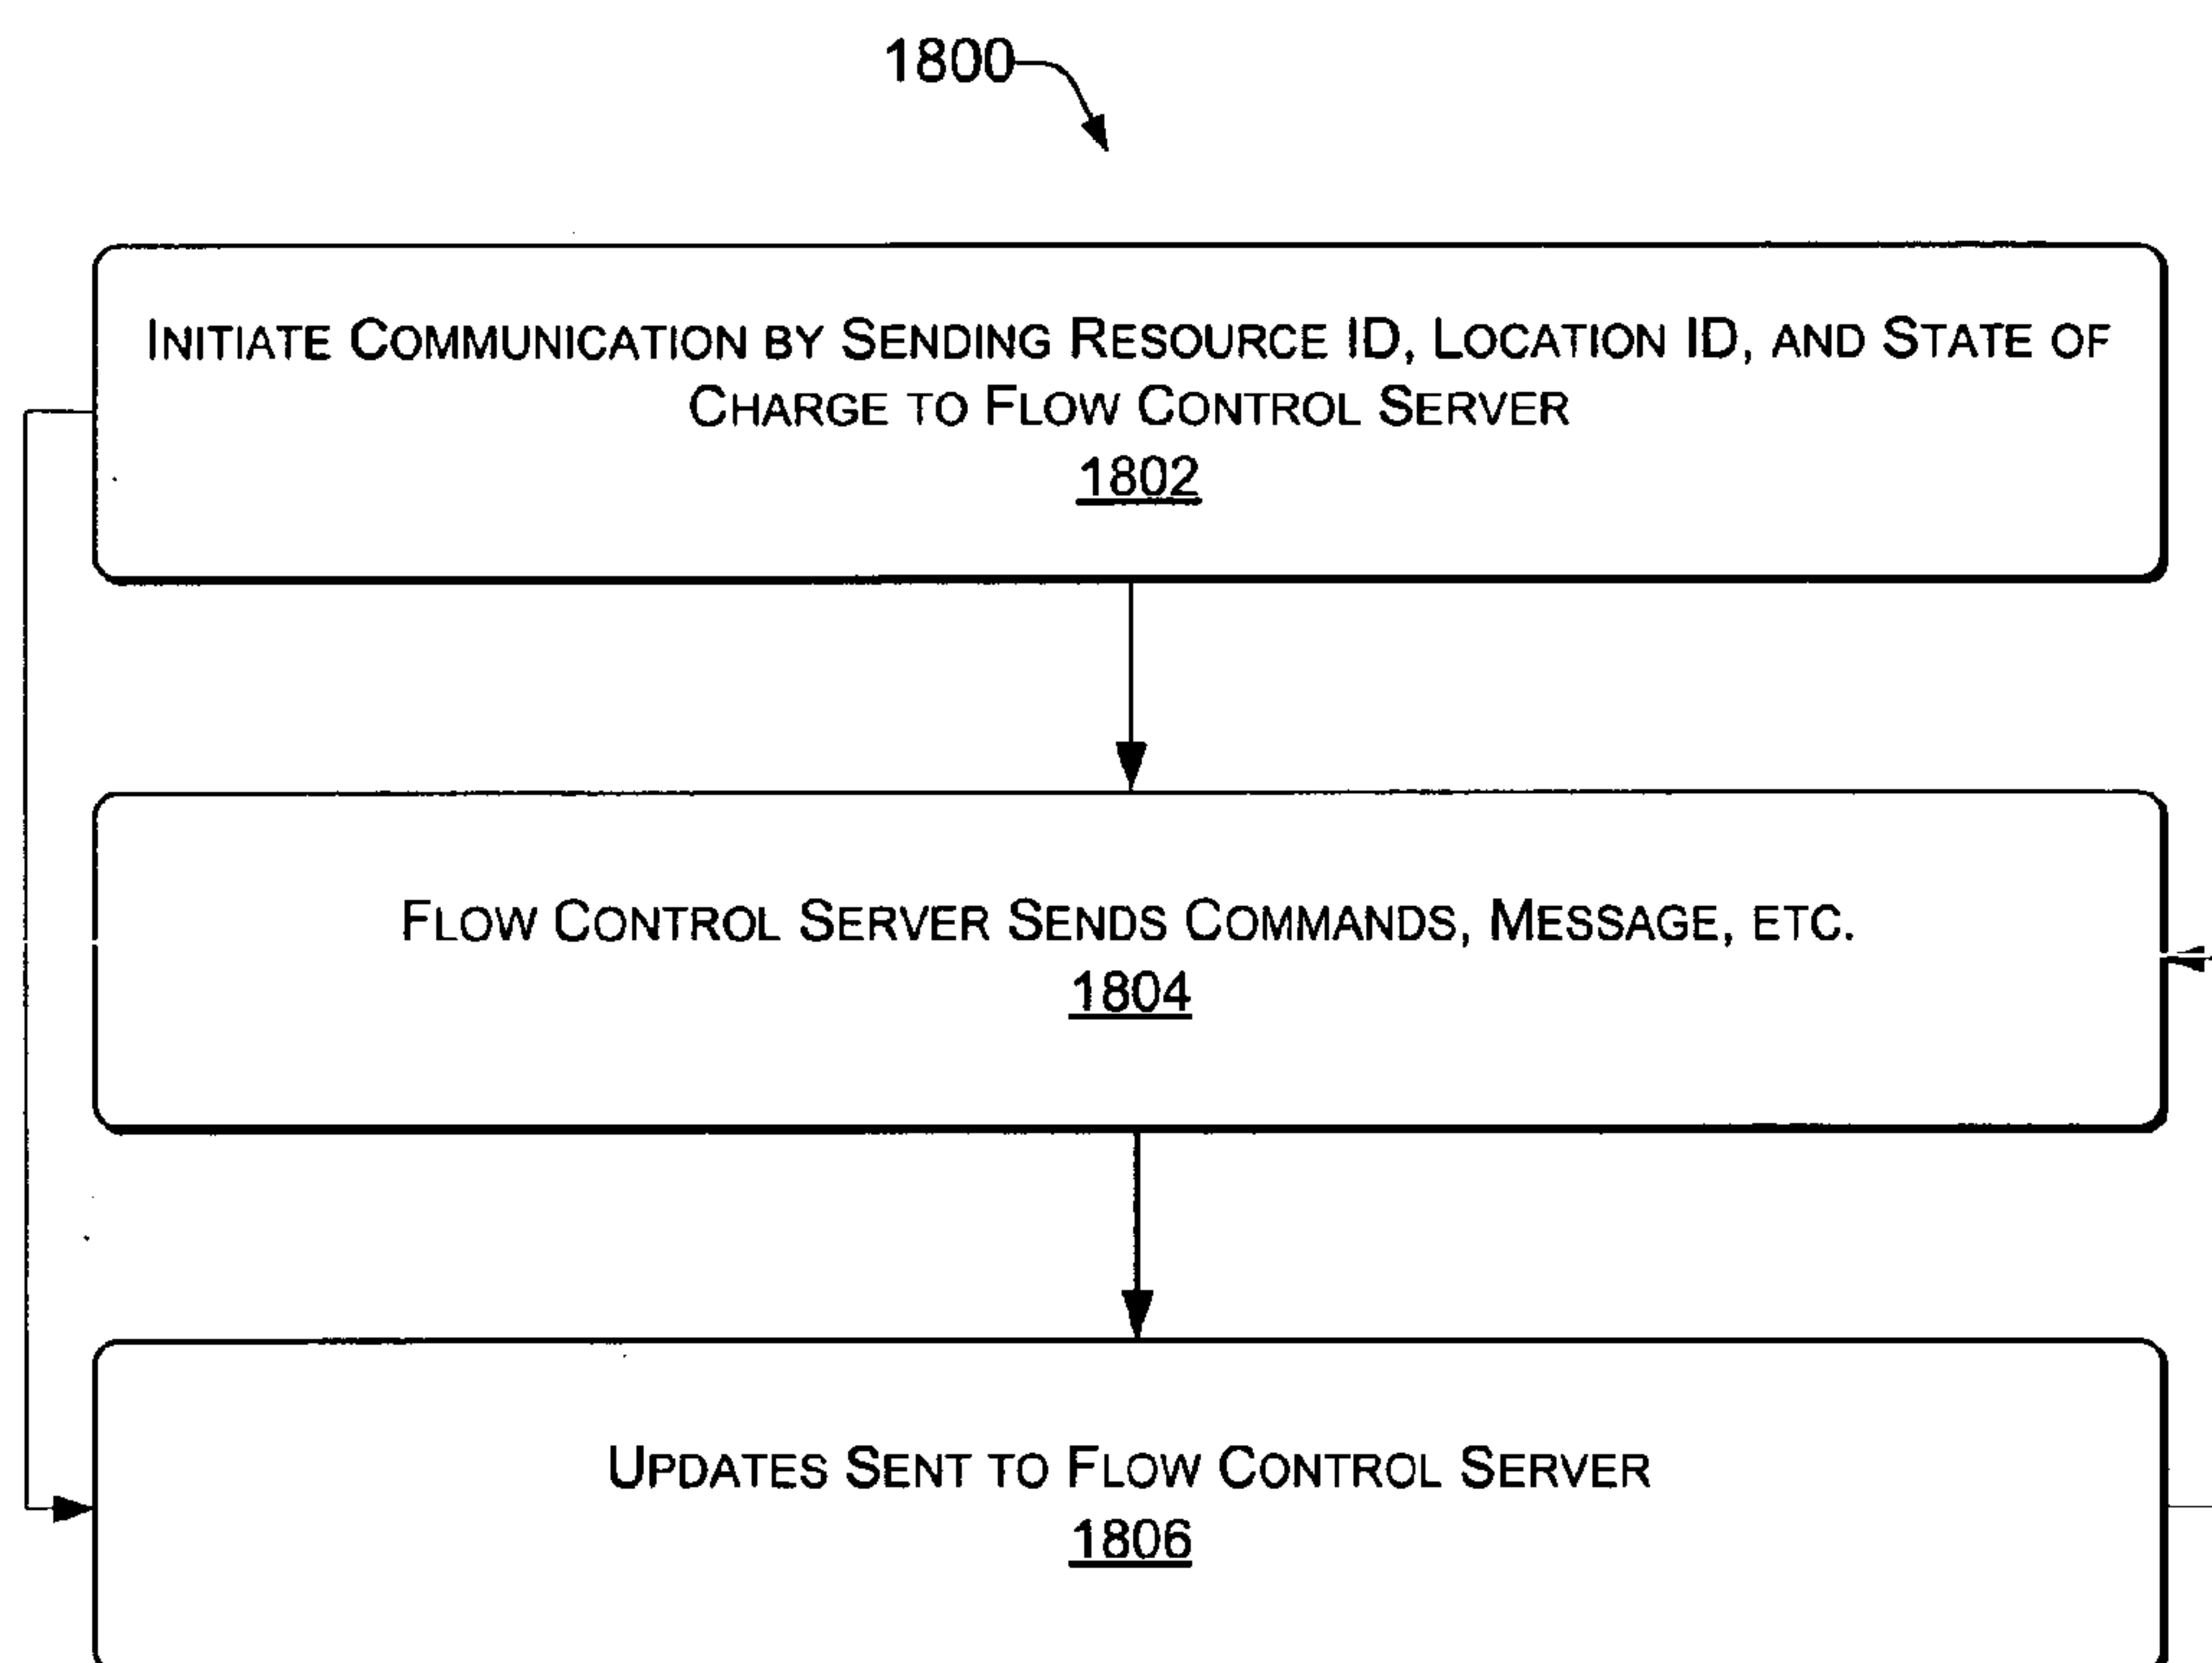 1800
INITIATE COMMUNICATION BY SENDING RESOURCE ID, LOCATION ID, AND STATE OF
CHARGE TO FLOW CONTROL SERVER
1802
FLOW CONTROL SERVER SENDS COMMANDS, MESSAGE, ETC.
1804
UPDATES SENT TO FLOW CONTROL SERVER
1806